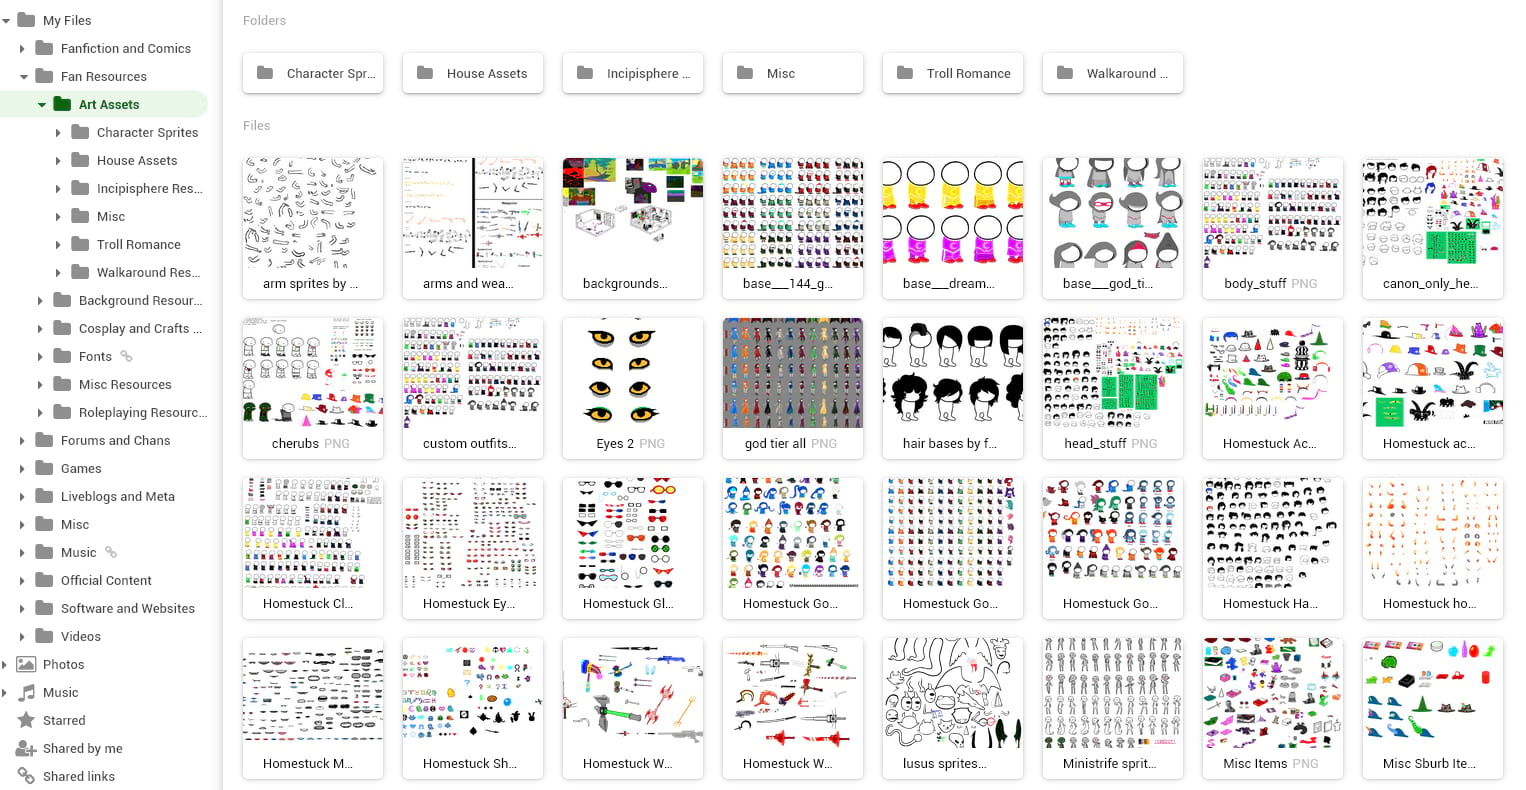 My Files
Fanfiction and Comics
Fan Resources
Art Assets
Character Sprites
House Assets
Incipisphere Res...
Misc
Troll Romance
Walkaround Res...
Background Resour...
Cosplay and Crafts ...
Fonts
Misc Resources
Roleplaying Resourc...
Forums and Chans
Games
Liveblogs and Meta
Misc
Music
Official Content
Software and Websites
Videos
Photos
Music
Starred
Shared by me
Shared links
Folders
Character Spr...
House Assets
Incipisphere ...
Misc
Troll Romance
Walkaround ...
Files
arm sprites by ...
arms and wea...
backgrounds...
base___144_g...
base___dream...
base___god_ti...
body_stuff PNG
canon_only_he...
cherubs PNG
custom outfits...
Eyes 2 PNG
god tier all PNG
hair bases by f...
head_stuff PNG
Homestuck Ac...
Homestuck ac...
Homestuck Cl...
Homestuck Ey...
Homestuck Gl...
Homestuck Go...
Homestuck Go...
Homestuck Go...
Homestuck Ha...
Homestuck ho...
Homestuck M...
Homestuck Sh...
Homestuck W...
Homestuck W...
lusus sprites...
Ministrife sprit...
Misc Items PNG
Misc Sburb Ite...